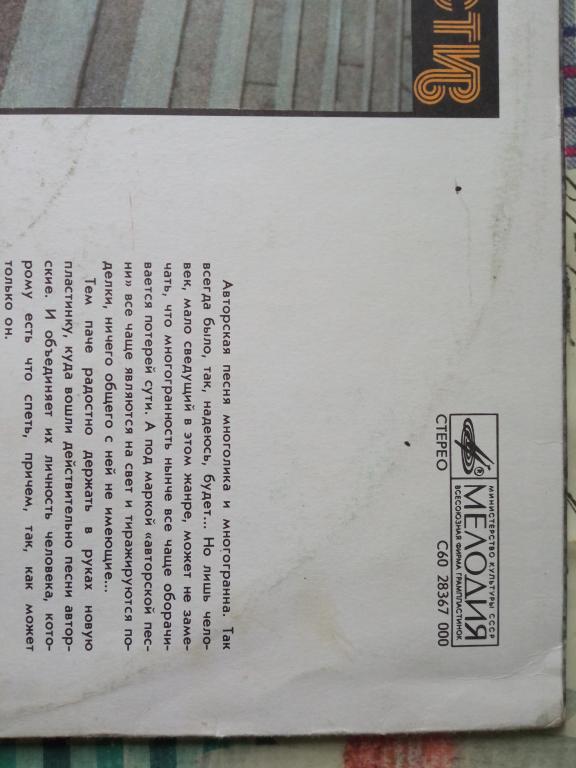 СТИВ
МИНИСТЕРСТВО КУЛЬТУРЫ СССР
МЕЛОДИЯ
ВСЕСОЮЗНАЯ ФИРМА ГРАМПЛАСТИНОК
СТЕРЕО С60 28367 000
Авторская песня многолика и многогранна. Так
всегда было, так, надеюсь, будет... Но лишь чело-
век, мало сведущий в этом жанре, может не заме-
чать, что многогранность нынче все чаще оборачи-
вается потерей сути. А под маркой «авторской пес-
ни» все чаще являются на свет и тиражируются по-
делки, ничего общего с ней не имеющие...
Тем паче радостно держать в руках новую
пластинку, куда вошли действительно песни автор-
ские. И объединяет их личность человека, кото-
рому есть что спеть, причем, так, как может
только он.